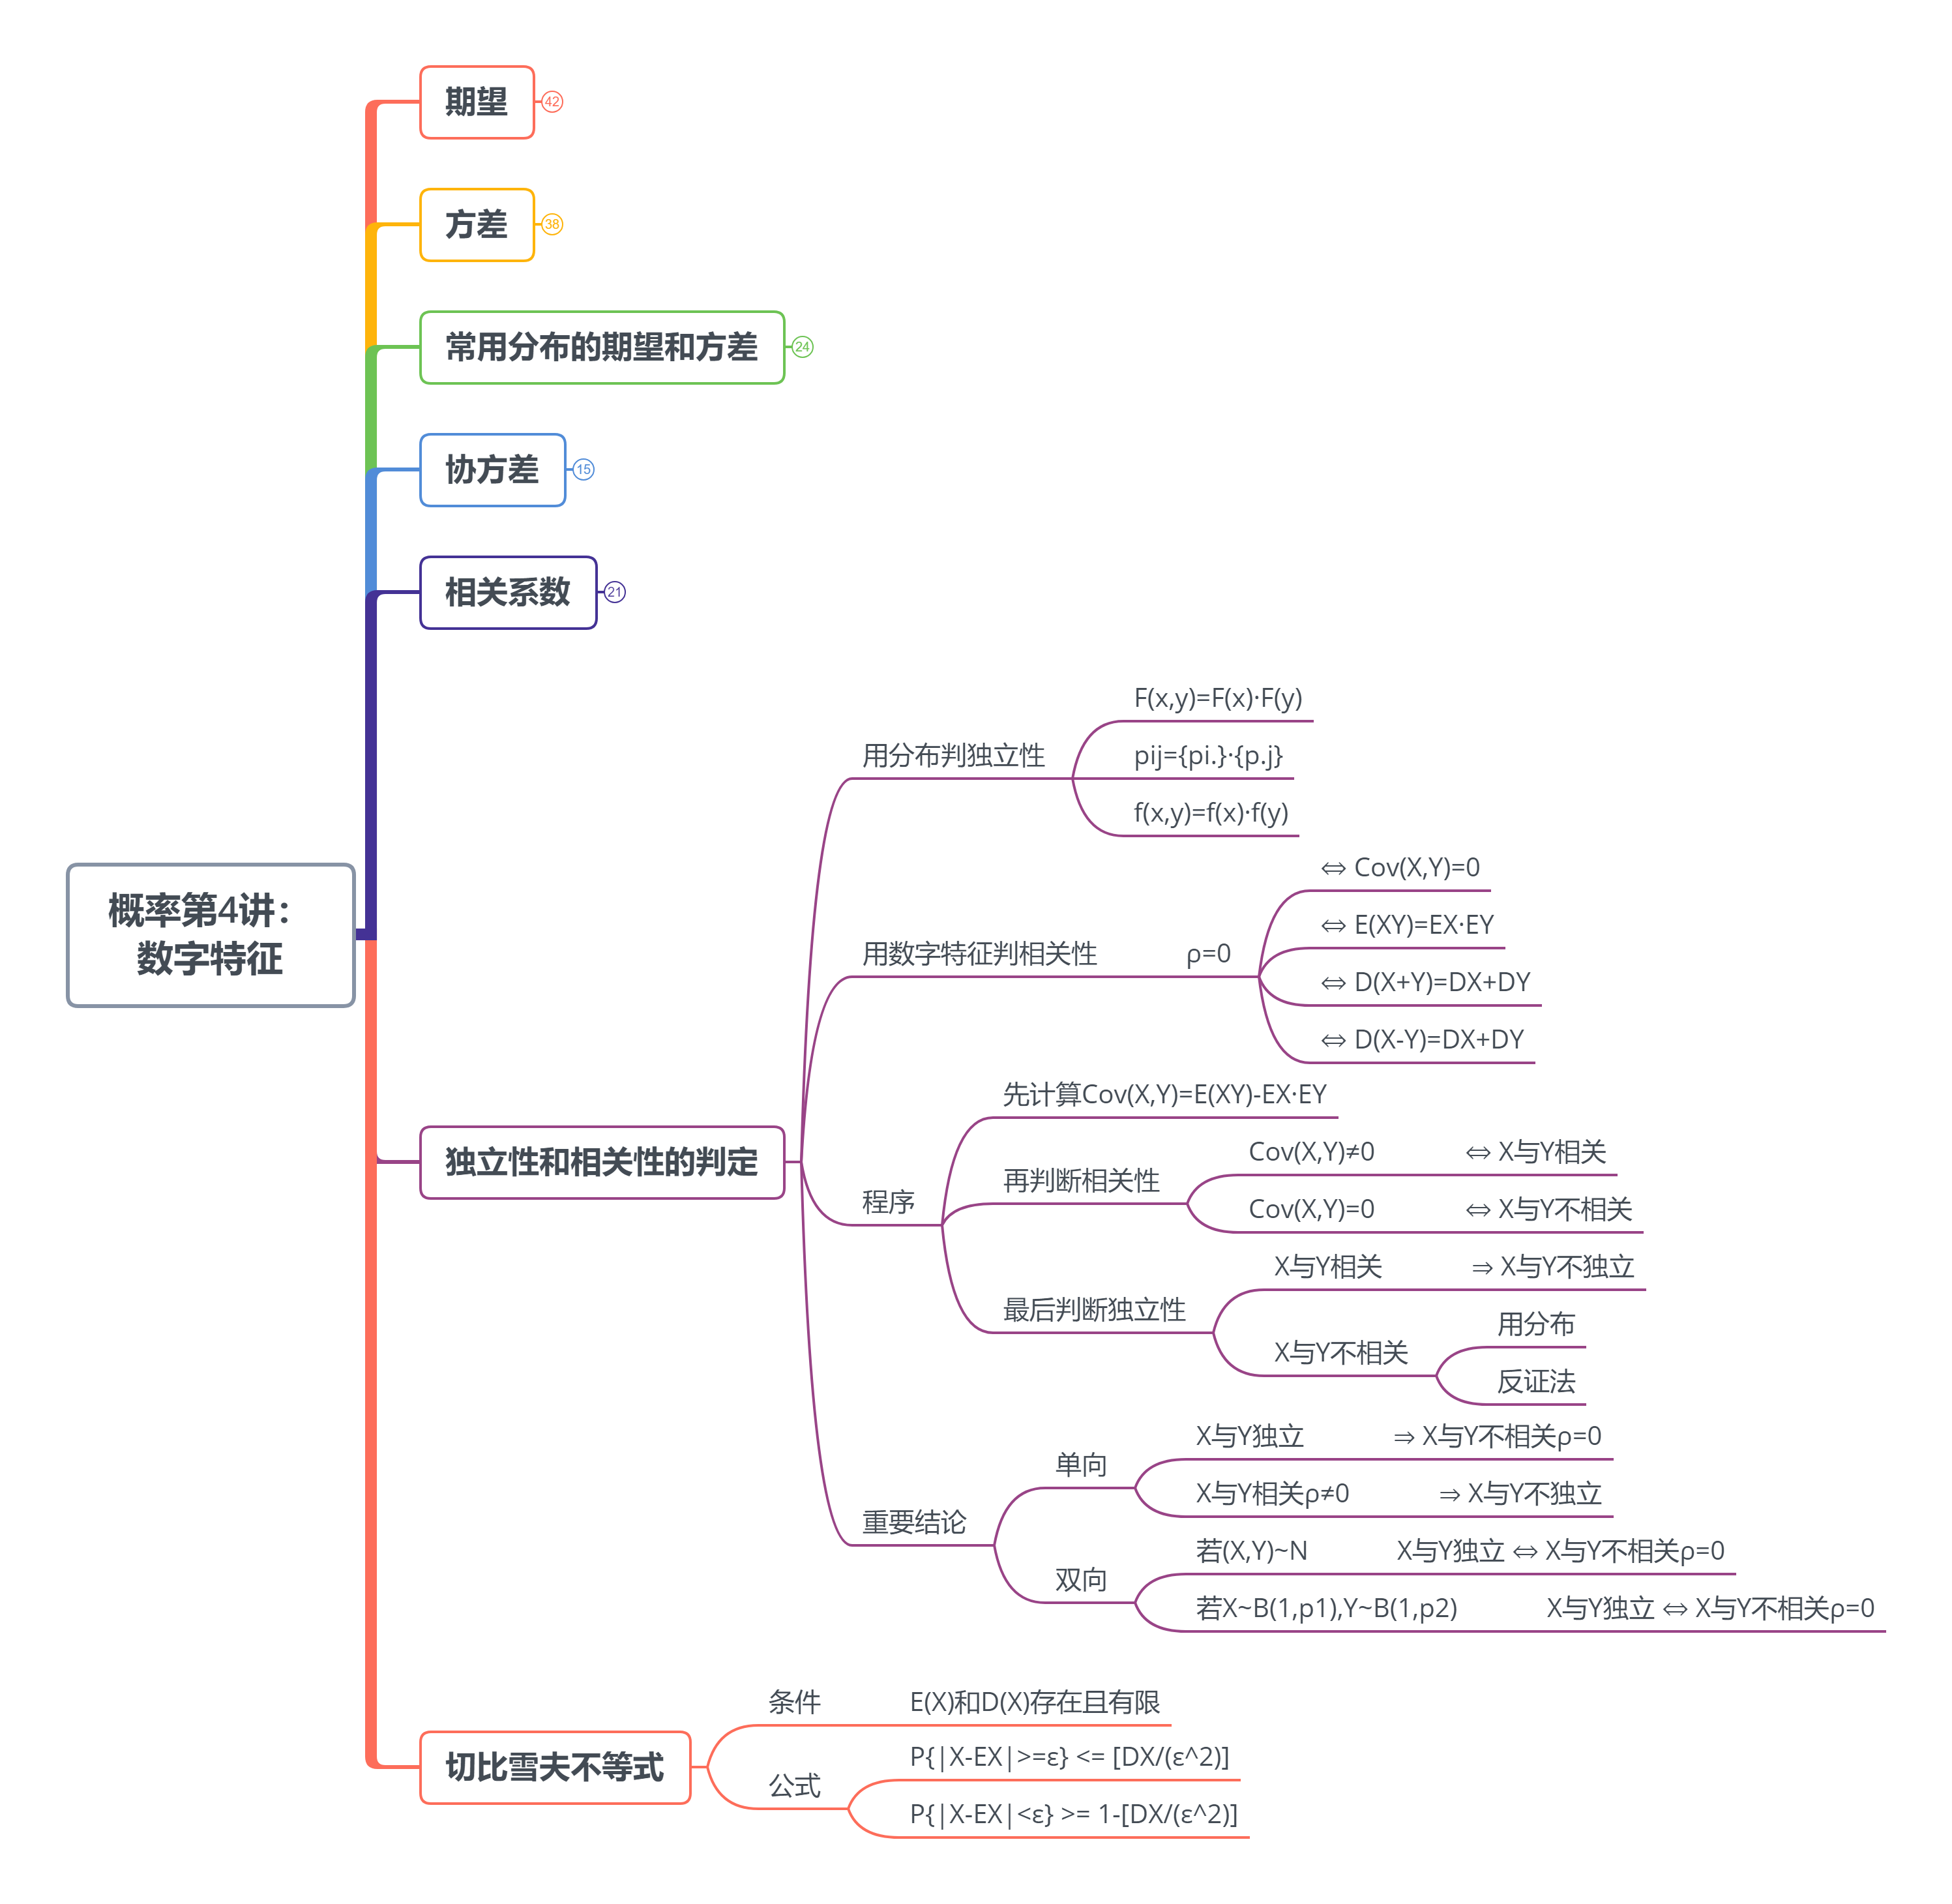 概率第4讲：
数字特征
期望 42
方差 38
常用分布的期望和方差 24
协方差 15
相关系数 21
独立性和相关性的判定
用分布判独立性
F(x,y)=F(x)·F(y)
pij={pi.}·{p.j}
f(x,y)=f(x)·f(y)
用数字特征判相关性
ρ=0
⇔ Cov(X,Y)=0
⇔ E(XY)=EX·EY
⇔ D(X+Y)=DX+DY
⇔ D(X-Y)=DX+DY
程序
先计算Cov(X,Y)=E(XY)-EX·EY
再判断相关性
Cov(X,Y)≠0
⇔ X与Y相关
Cov(X,Y)=0
⇔ X与Y不相关
最后判断独立性
X与Y相关
⇒ X与Y不独立
X与Y不相关
用分布
反证法
重要结论
单向
X与Y独立
⇒ X与Y不相关ρ=0
X与Y相关ρ≠0
⇒ X与Y不独立
双向
若(X,Y)~N
X与Y独立 ⇔ X与Y不相关ρ=0
若X~B(1,p1),Y~B(1,p2)
X与Y独立 ⇔ X与Y不相关ρ=0
切比雪夫不等式
条件
E(X)和D(X)存在且有限
公式
P{|X-EX|>=ε} <= [DX/(ε^2)]
P{|X-EX|<ε} >= 1-[DX/(ε^2)]